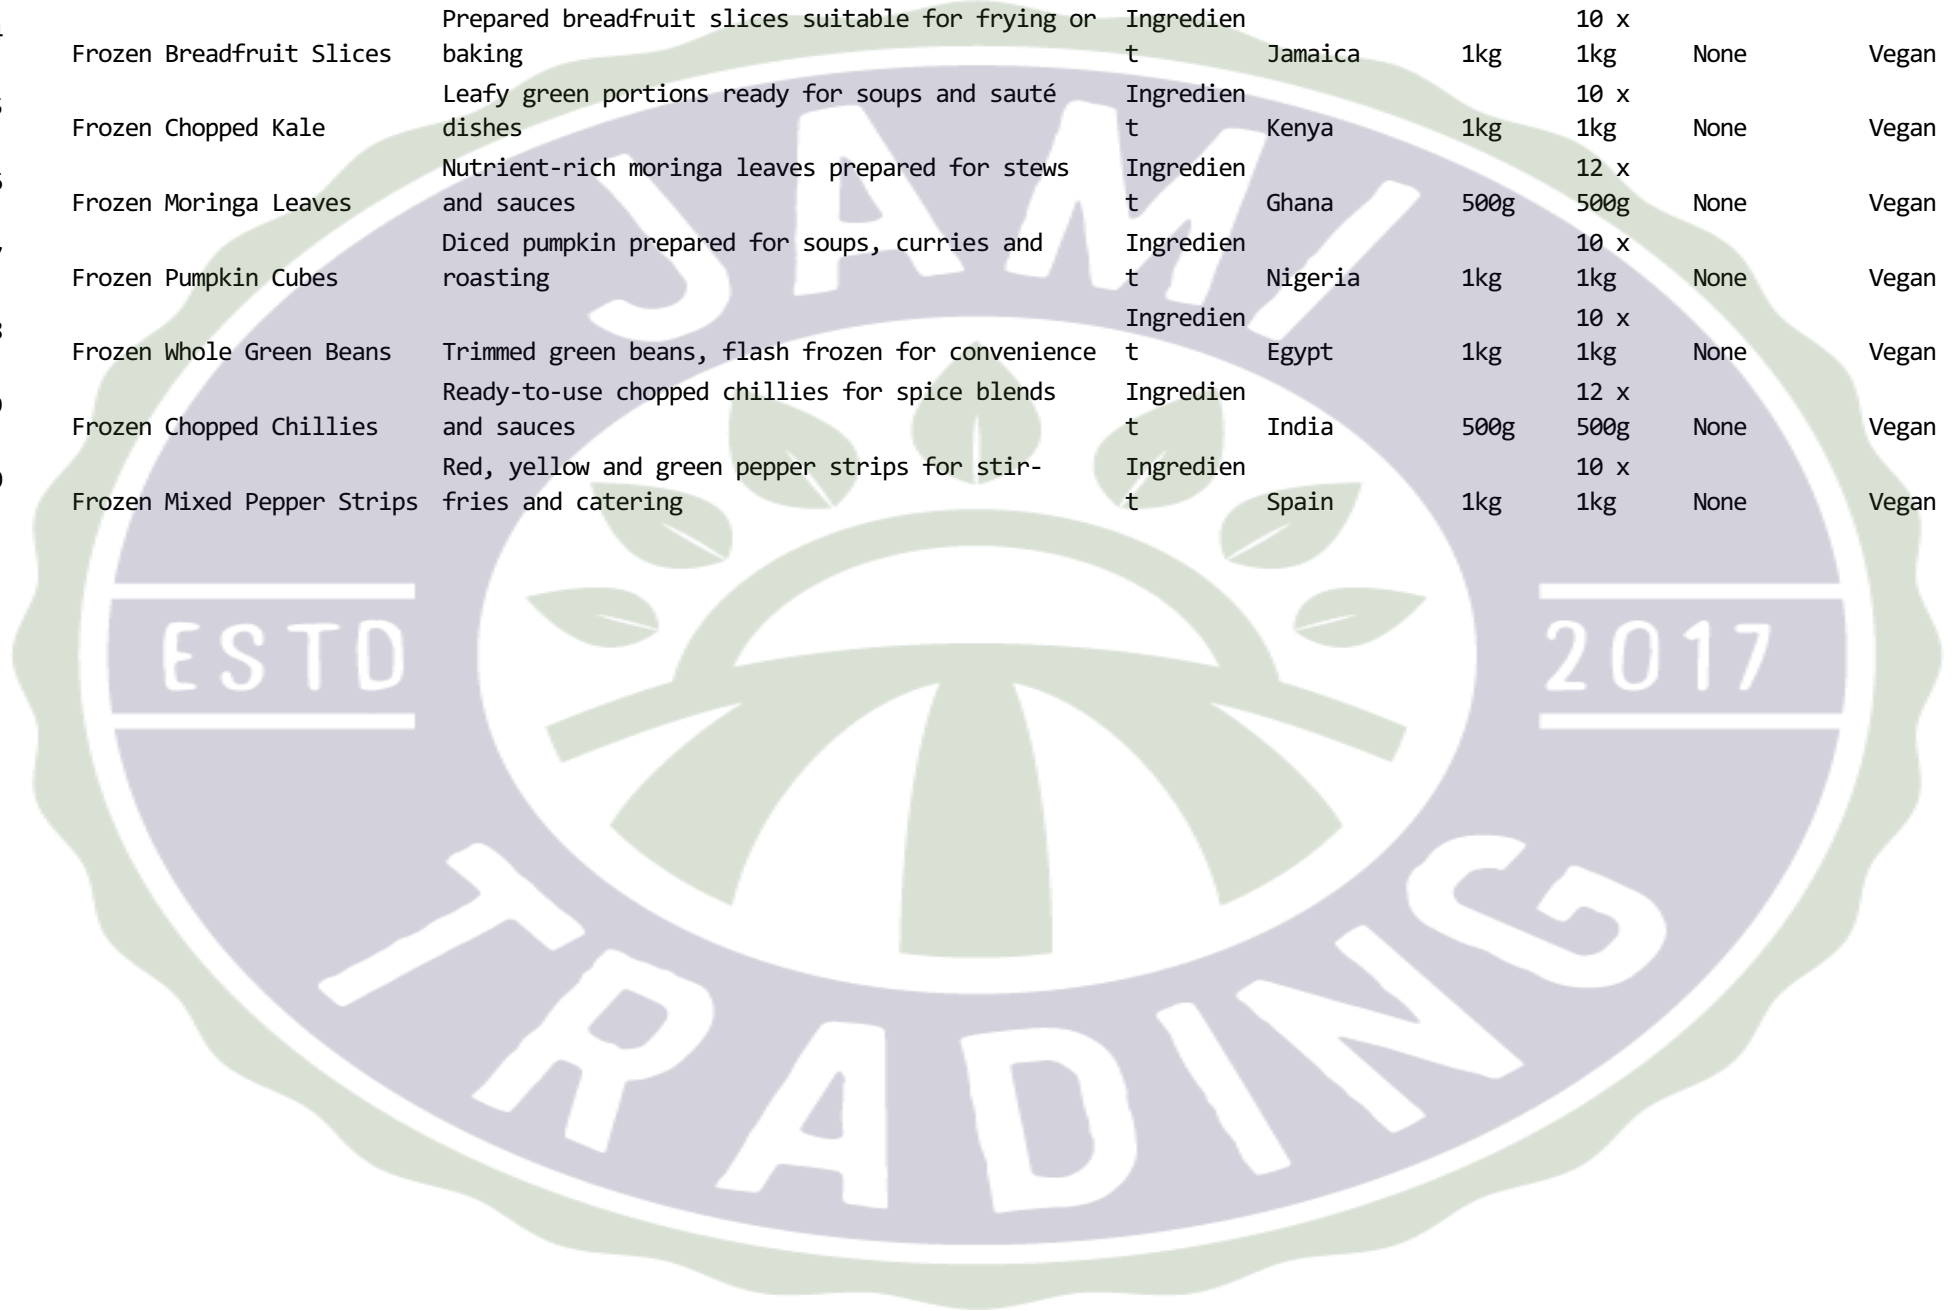 Prepared breadfruit slices suitable for frying or Ingredien 10 x
Frozen Breadfruit Slices baking t Jamaica 1kg 1kg None Vegan
Leafy green portions ready for soups and sauté Ingredien 10 x
Frozen Chopped Kale dishes t Kenya 1kg 1kg None Vegan
Nutrient-rich moringa leaves prepared for stews Ingredien 12 x
Frozen Moringa Leaves and sauces t Ghana 500g 500g None Vegan
Diced pumpkin prepared for soups, curries and Ingredien 10 x
Frozen Pumpkin Cubes roasting t Nigeria 1kg 1kg None Vegan
Ingredien 10 x
Frozen Whole Green Beans Trimmed green beans, flash frozen for convenience t Egypt 1kg 1kg None Vegan
Ready-to-use chopped chillies for spice blends Ingredien 12 x
Frozen Chopped Chillies and sauces t India 500g 500g None Vegan
Red, yellow and green pepper strips for stir- Ingredien 10 x
Frozen Mixed Pepper Strips fries and catering t Spain 1kg 1kg None Vegan
JAMI
ESTD 2017
TRADING